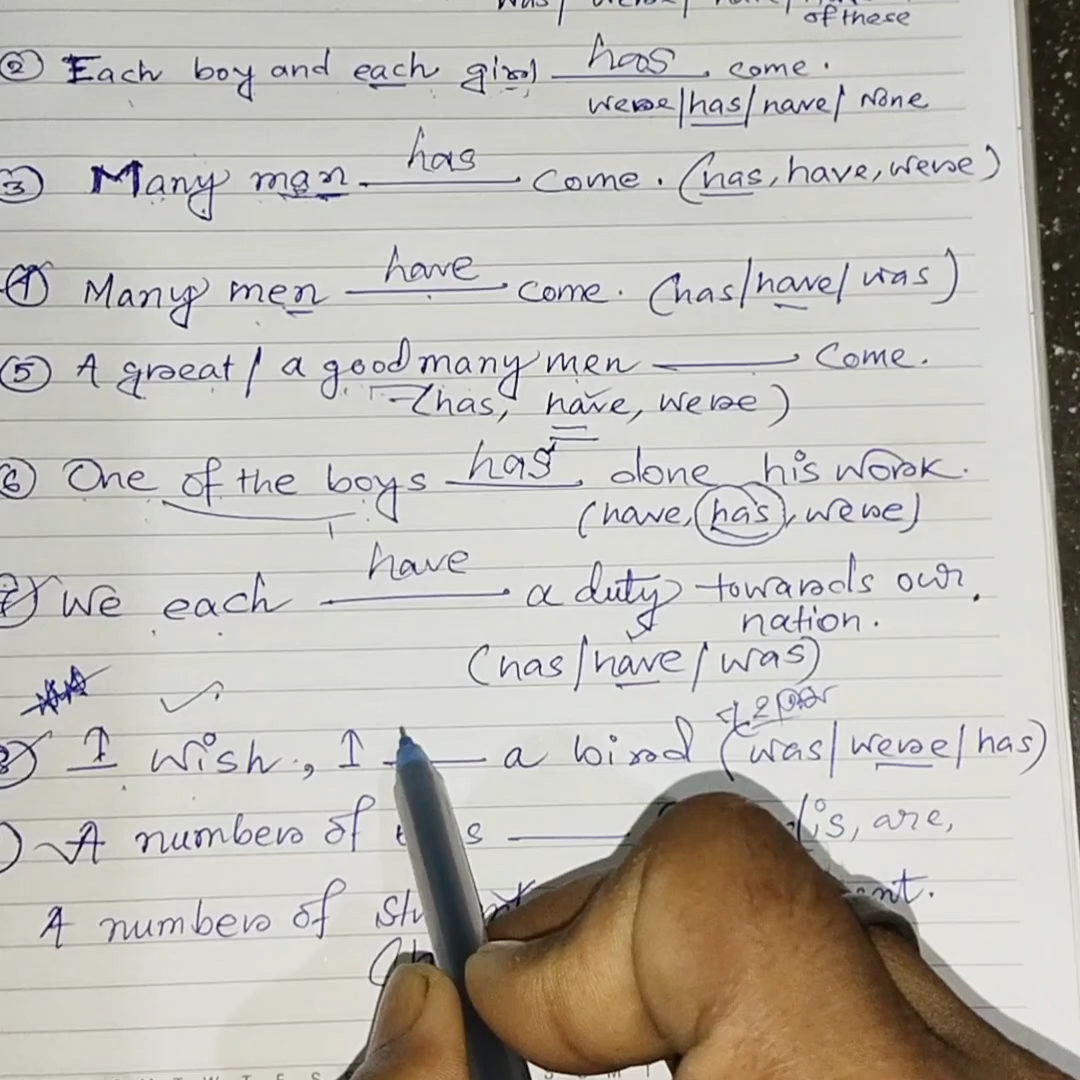 of these
② Each boy and each girl has come.
were/has/have/ None
③ Many man has come. (has, have, were)
④ Many men have come. (has/have/was)
⑤ A great/a good many men ______ come.
(has, have, were)
⑥ One of the boys has done his work.
(have, has, were)
⑦ We each have a duty towards our
nation.
(has/have/was)
I wish, I ____ a bird (was/were/has)
A number of ______ is, are,
A number of